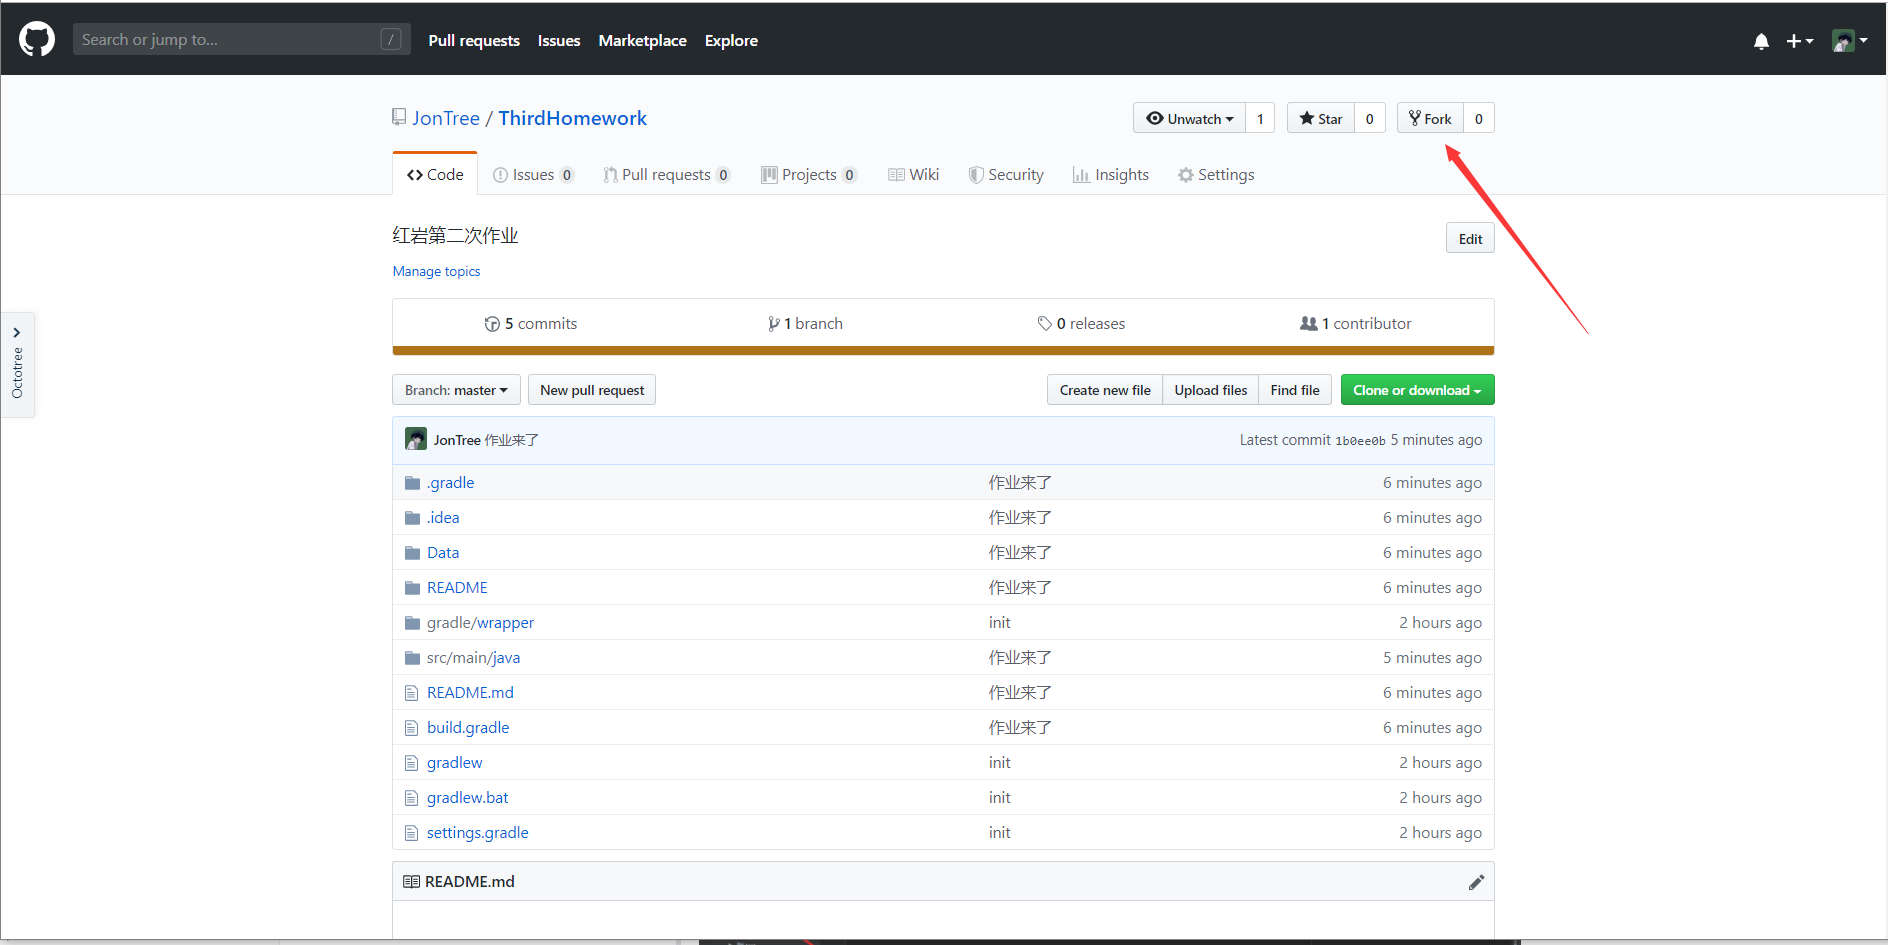 Search or jump to... / Pull requests Issues Marketplace Explore
JonTree / ThirdHomework Unwatch 1 Star 0 Fork 0
Code Issues 0 Pull requests 0 Projects 0 Wiki Security Insights Settings
红岩第二次作业 Edit
Manage topics
5 commits 1 branch 0 releases 1 contributor
Octotree
Branch: master New pull request Create new file Upload files Find file Clone or download
JonTree 作业来了 Latest commit 1b0ee0b 5 minutes ago
.gradle 作业来了 6 minutes ago
.idea 作业来了 6 minutes ago
Data 作业来了 6 minutes ago
README 作业来了 6 minutes ago
gradle/wrapper init 2 hours ago
src/main/java 作业来了 5 minutes ago
README.md 作业来了 6 minutes ago
build.gradle 作业来了 6 minutes ago
gradlew init 2 hours ago
gradlew.bat init 2 hours ago
settings.gradle init 2 hours ago
README.md